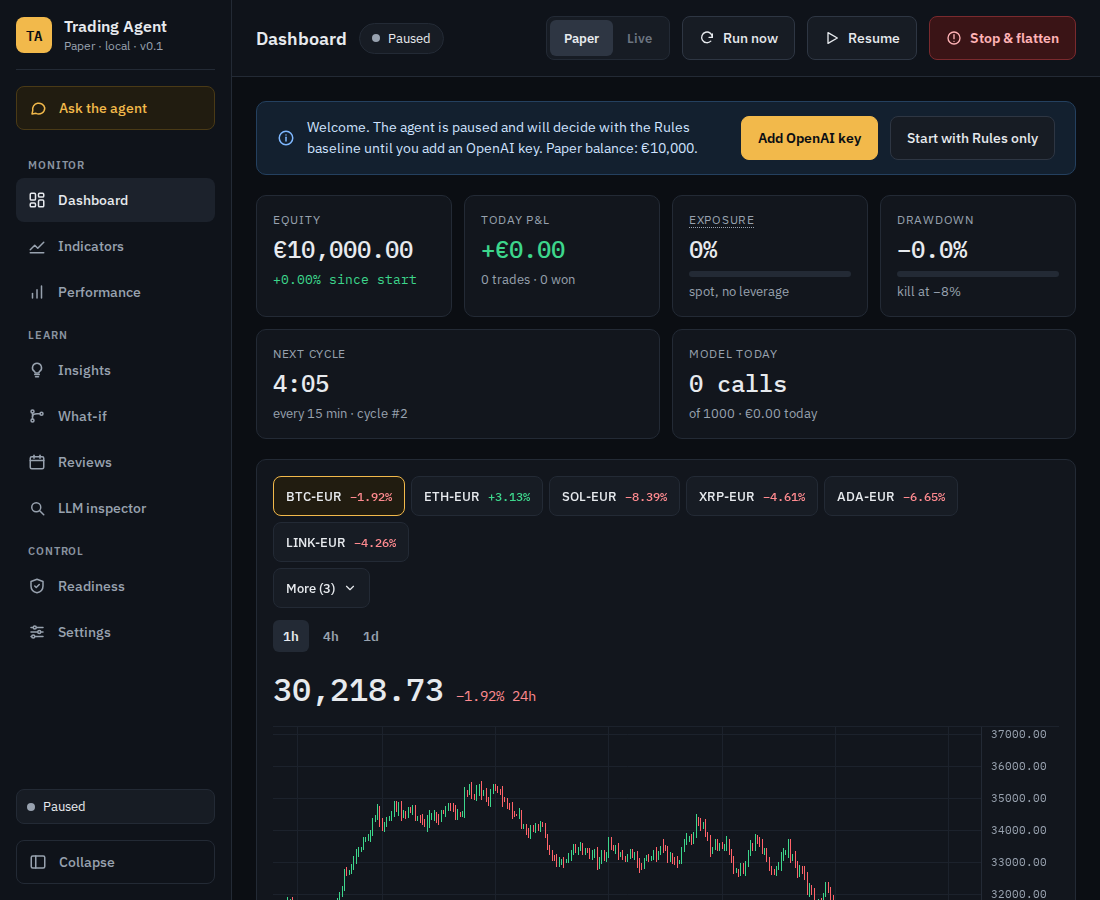 TA
Trading Agent
Paper · local · v0.1
Ask the agent
MONITOR
Dashboard
Indicators
Performance
LEARN
Insights
What-if
Reviews
LLM inspector
CONTROL
Readiness
Settings
Paused
Collapse
Dashboard
Paused
Paper
Live
Run now
Resume
Stop & flatten
Welcome. The agent is paused and will decide with the Rules
baseline until you add an OpenAI key. Paper balance: €10,000.
Add OpenAI key
Start with Rules only
EQUITY
€10,000.00
+0.00% since start
TODAY P&L
+€0.00
0 trades · 0 won
EXPOSURE
0%
spot, no leverage
DRAWDOWN
−0.0%
kill at −8%
NEXT CYCLE
4:05
every 15 min · cycle #2
MODEL TODAY
0 calls
of 1000 · €0.00 today
BTC-EUR −1.92%
ETH-EUR +3.13%
SOL-EUR −8.39%
XRP-EUR −4.61%
ADA-EUR −6.65%
LINK-EUR −4.26%
More (3)
1h
4h
1d
30,218.73 −1.92% 24h
37000.00
36000.00
35000.00
34000.00
33000.00
32000.00